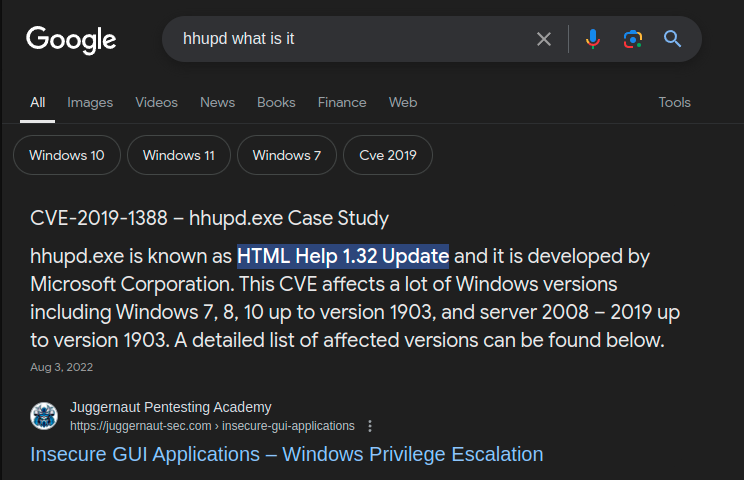 Google
hhupd what is it
All Images Videos News Books Finance Web Tools
Windows 10 Windows 11 Windows 7 Cve 2019
CVE-2019-1388 – hhupd.exe Case Study
hhupd.exe is known as HTML Help 1.32 Update and it is developed by
Microsoft Corporation. This CVE affects a lot of Windows versions
including Windows 7, 8, 10 up to version 1903, and server 2008 – 2019 up
to version 1903. A detailed list of affected versions can be found below.
Aug 3, 2022
Juggernaut Pentesting Academy
https://juggernaut-sec.com › insecure-gui-applications
Insecure GUI Applications – Windows Privilege Escalation